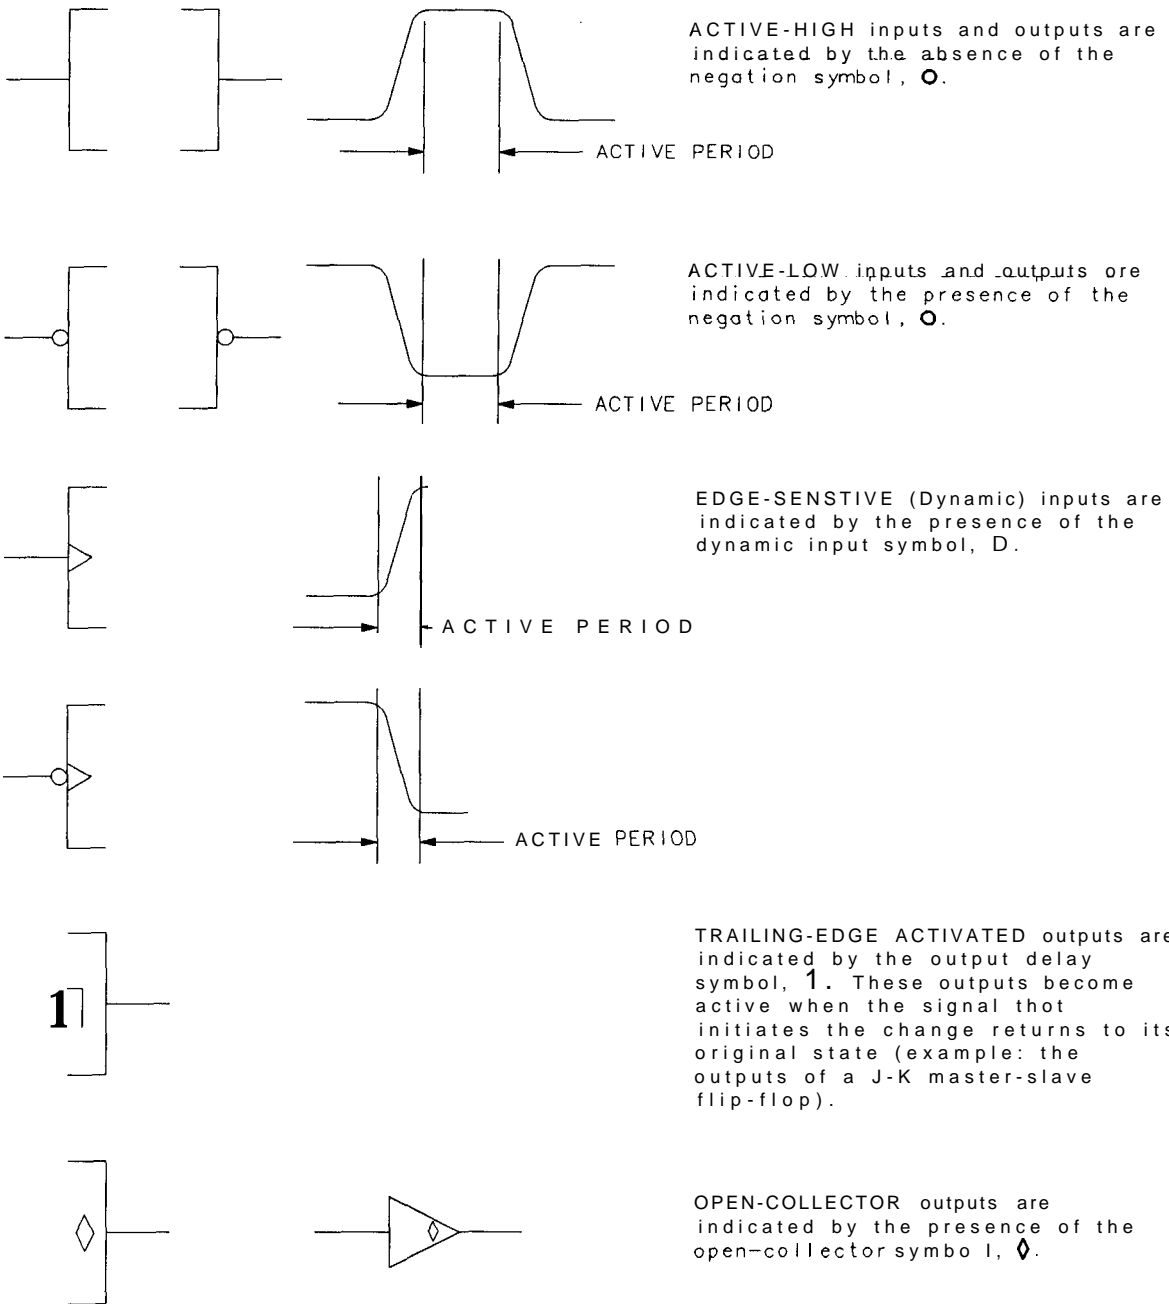 ACTIVE-HIGH inputs and outputs are
indicated by the absence of the
negation symbol, O.
ACTIVE PERIOD
ACTIVE-LOW inputs and outputs ore
indicated by the presence of the
negation symbol, O.
ACTIVE PERIOD
EDGE-SENSTIVE (Dynamic) inputs are
indicated by the presence of the
dynamic input symbol, D.
ACTIVE PERIOD
ACTIVE PERIOD
TRAILING-EDGE ACTIVATED outputs are
indicated by the output delay
symbol, 1. These outputs become
active when the signal thot
initiates the change returns to its
original state (example: the
outputs of a J-K master-slave
flip-flop).
1
OPEN-COLLECTOR outputs are
indicated by the presence of the
open-collector symbol, ◊.